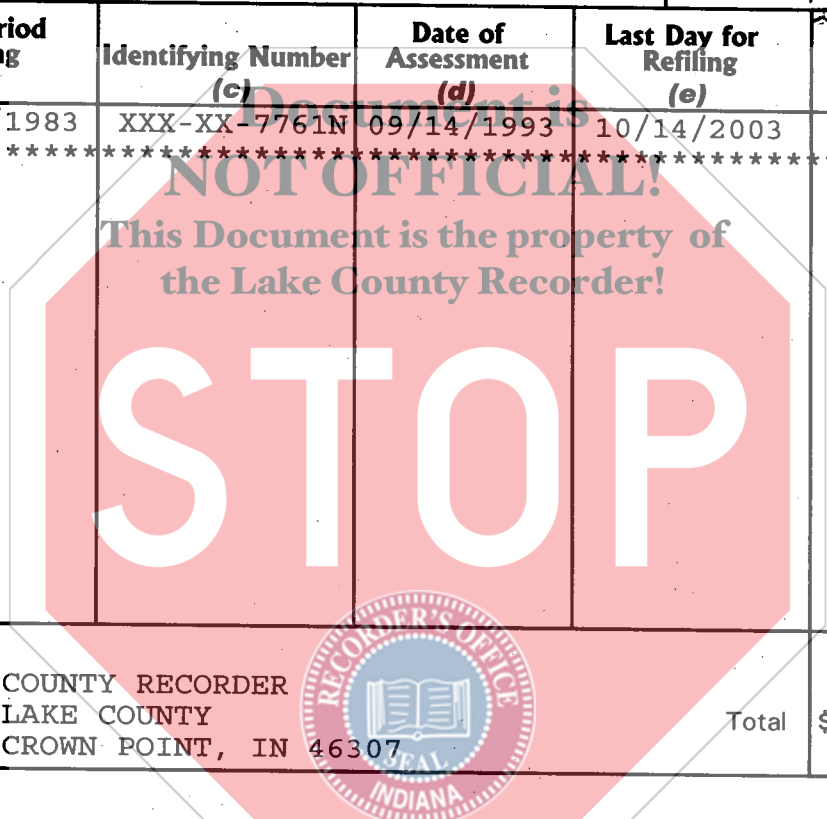 riod Date of Last Day for
ng Identifying Number Assessment Refiling
(c) (d) (e)
Document is
1983 XXX-XX-7761N 09/14/1993 10/14/2003
**************************************************
NOT OFFICIAL!
This Document is the property of
the Lake County Recorder!
STOP
RECORDER'S OFFICE
COUNTY RECORDER
LAKE COUNTY Total $
CROWN POINT, IN 46307
SEAL
INDIANA